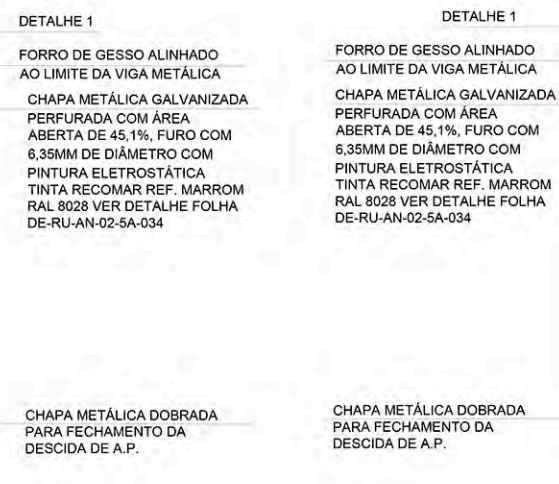 DETALHE 1
FORRO DE GESSO ALINHADO
AO LIMITE DA VIGA METÁLICA
CHAPA METÁLICA GALVANIZADA
PERFURADA COM ÁREA
ABERTA DE 45,1%, FURO COM
6,35MM DE DIÂMETRO COM
PINTURA ELETROSTÁTICA
TINTA RECOMAR REF. MARROM
RAL 8028 VER DETALHE FOLHA
DE-RU-AN-02-5A-034
CHAPA METÁLICA DOBRADA
PARA FECHAMENTO DA
DESCIDA DE A.P.
DETALHE 1
FORRO DE GESSO ALINHADO
AO LIMITE DA VIGA METÁLICA
CHAPA METÁLICA GALVANIZADA
PERFURADA COM ÁREA
ABERTA DE 45,1%, FURO COM
6,35MM DE DIÂMETRO COM
PINTURA ELETROSTÁTICA
TINTA RECOMAR REF. MARROM
RAL 8028 VER DETALHE FOLHA
DE-RU-AN-02-5A-034
CHAPA METÁLICA DOBRADA
PARA FECHAMENTO DA
DESCIDA DE A.P.